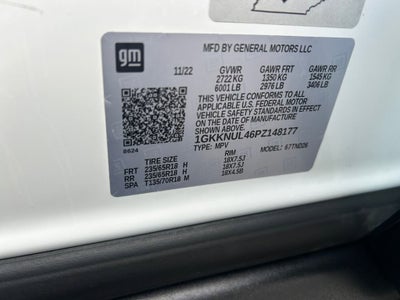 gm
MFD BY GENERAL MOTORS LLC
11/22 GVWR GAWR FRT GAWR RR
2722 KG 1350 KG 1545 KG
6001 LB 2976 LB 3406 LB
THIS VEHICLE CONFORMS TO ALL
APPLICABLE U.S. FEDERAL MOTOR
VEHICLE SAFETY STANDARDS IN EFFECT
ON THE DATE OF MANUFACTURE SHOWN ABOVE.
1GKKNUL46PZ148177
TYPE: MPV MODEL: 6TND26
8624
TIRE SIZE RIM
FRT 235/65R18 H 18X7.5J
RR 235/65R18 H 18X7.5J
SPA T135/70R18 M 18X4.5B